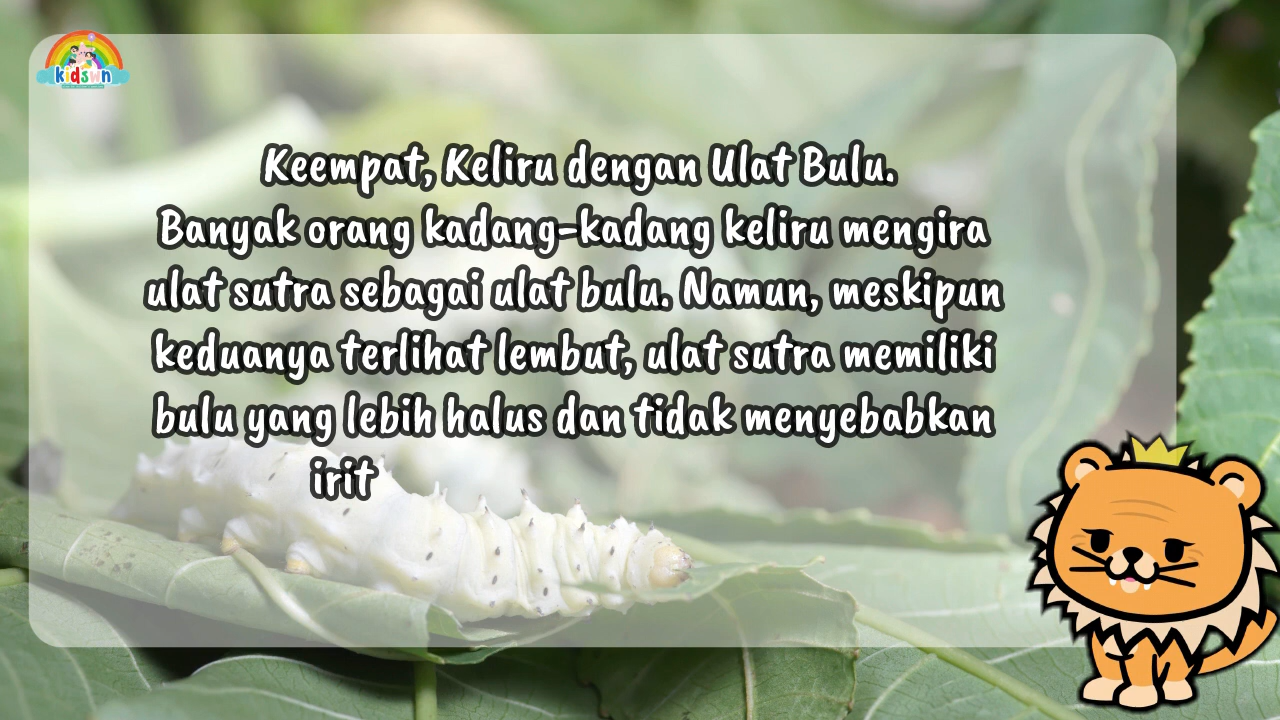 kidswn
Keempat, Keliru dengan Ulat Bulu.
Banyak orang kadang-kadang keliru mengira
ulat sutra sebagai ulat bulu. Namun, meskipun
keduanya terlihat lembut, ulat sutra memiliki
bulu yang lebih halus dan tidak menyebabkan
irit